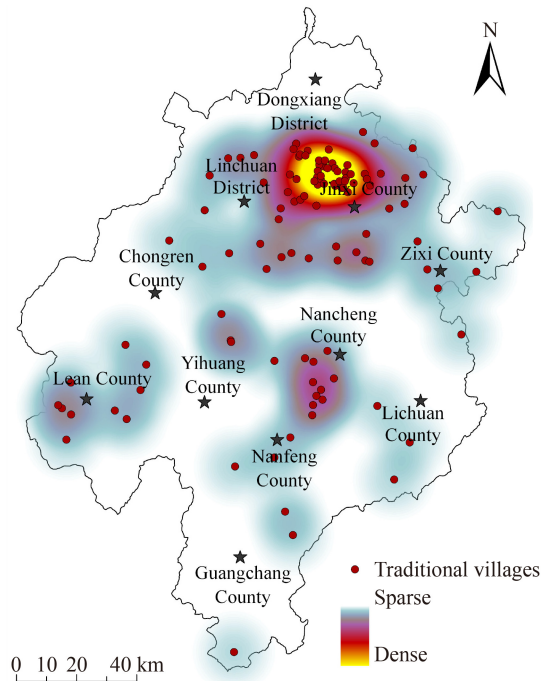 N
Dongxiang
District
Linchuan
District
Jinxi County
Chongren
County
Zixi County
Nancheng
County
Yihuang
County
Lean County
Lichuan
County
Nanfeng
County
Guangchang
County
Traditional villages
Sparse
Dense
0 10 20 40 km